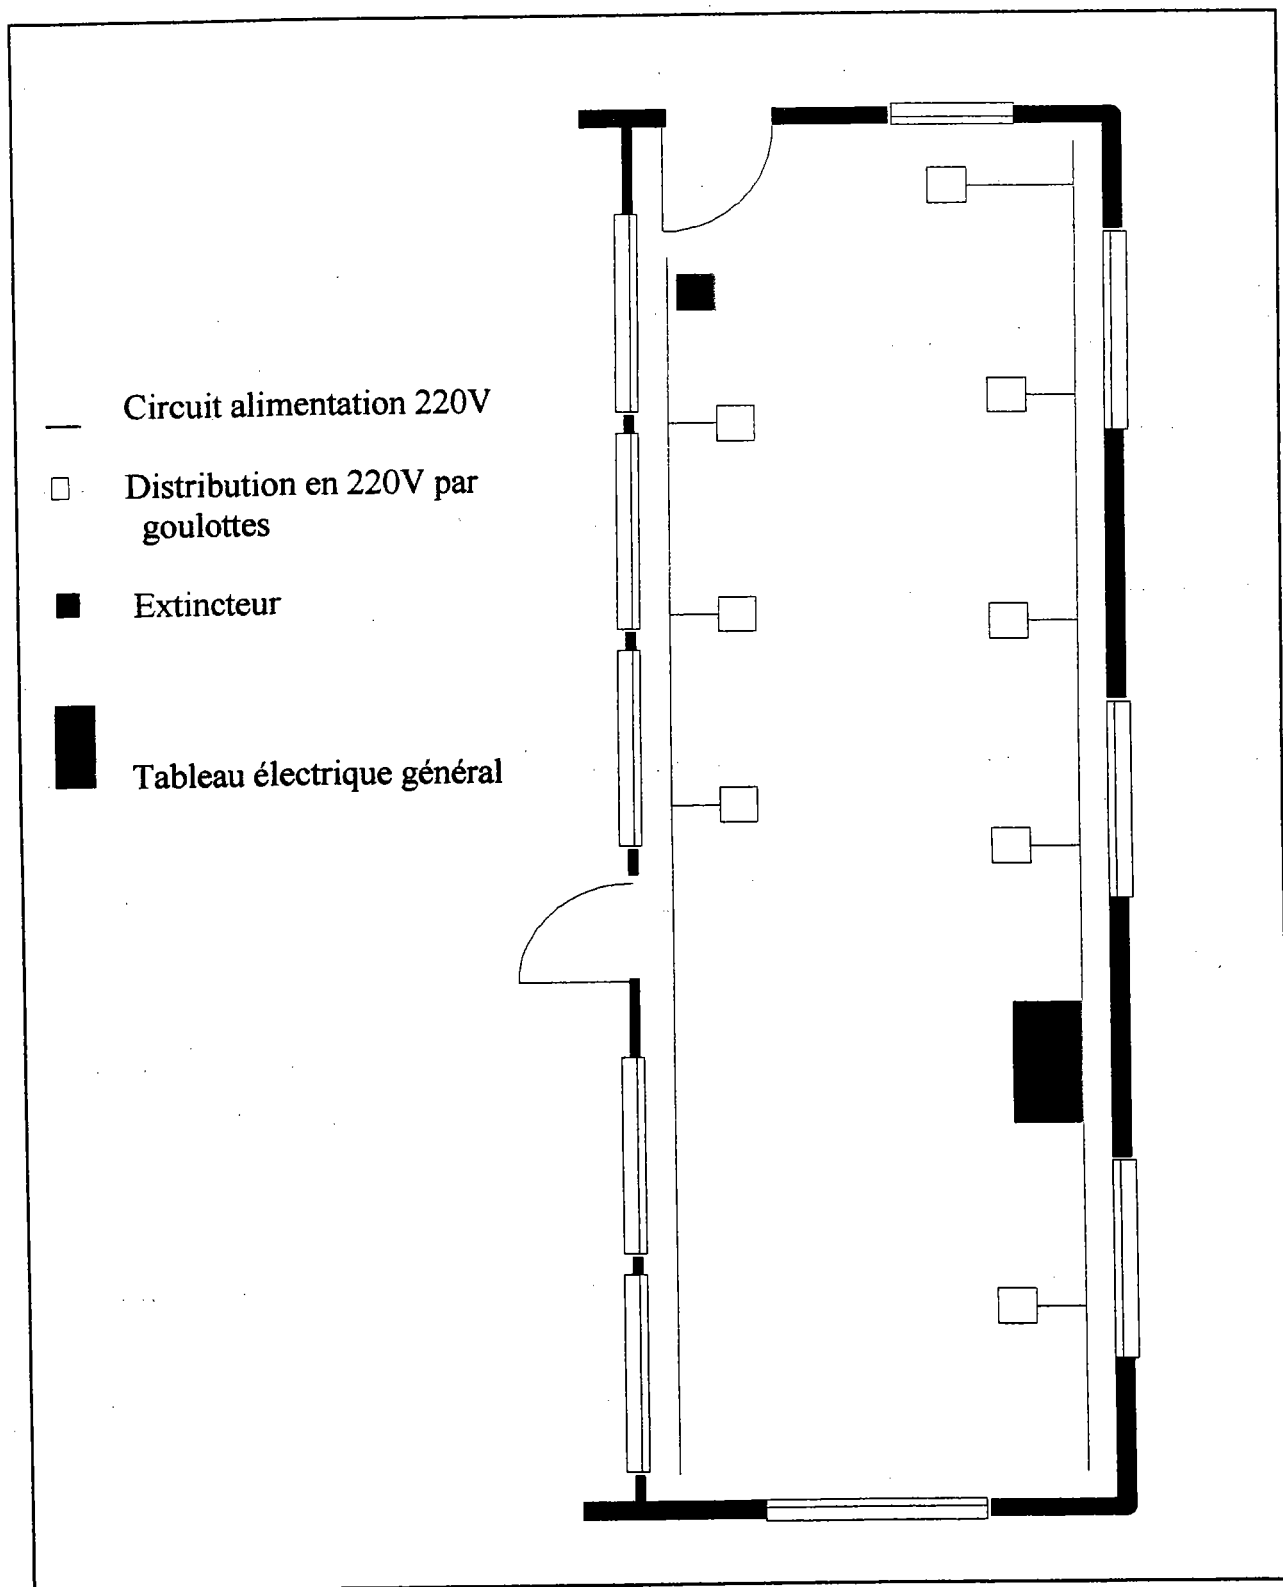 Circuit alimentation 220V
Distribution en 220V par
goulottes
Extincteur
Tableau électrique général